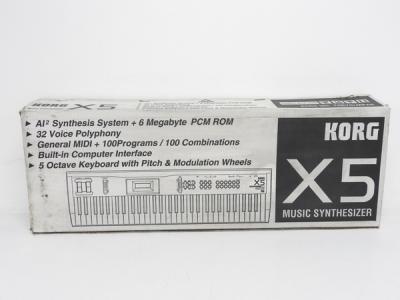 KORG
X5
► AI² Synthesis System + 6 Megabyte PCM ROM
► 32 Voice Polyphony
► General MIDI + 100Programs / 100 Combinations
► Built-in Computer Interface
► 5 Octave Keyboard with Pitch & Modulation Wheels
KORG
X5
MUSIC SYNTHESIZER